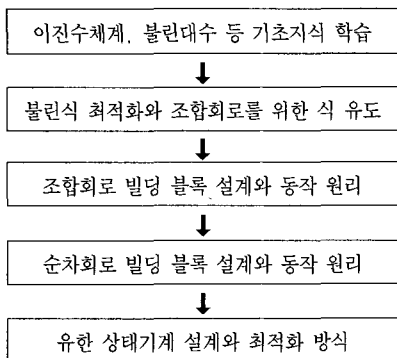 이진수체계, 불린대수 등 기초지식 학습
불린식 최적화와 조합회로를 위한 식 유도
조합회로 빌딩 블록 설계와 동작 원리
순차회로 빌딩 블록 설계와 동작 원리
유한 상태기계 설계와 최적화 방식